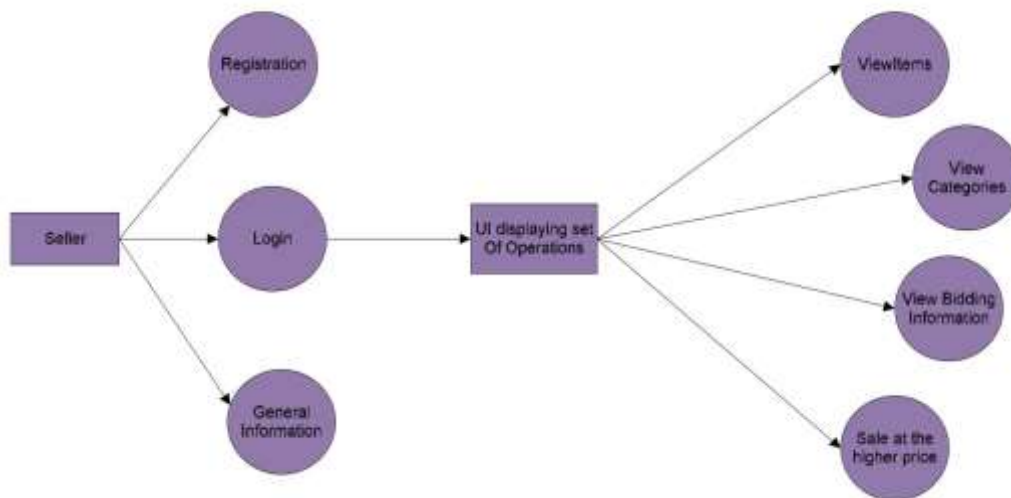 Registration
ViewItems
View
Categories
Seller
Login
UI displaying set
Of Operations
View Bidding
Information
General
Information
Sale at the
higher price